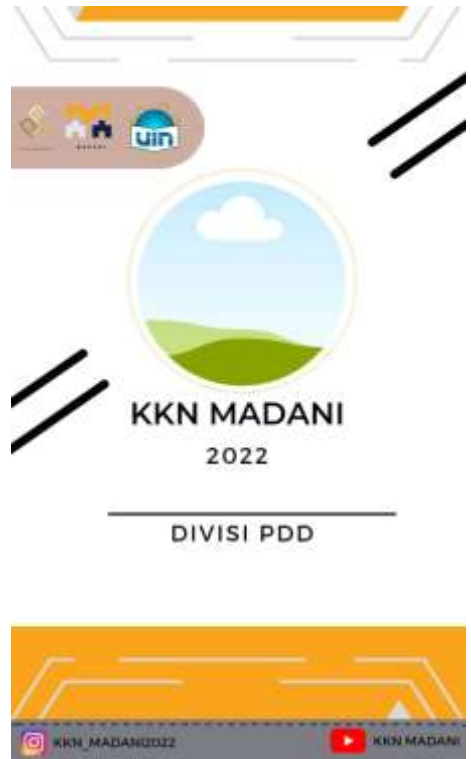 uin
KKN MADANI
2022
DIVISI PDD
KKN_MADANI2022
KKN MADANI